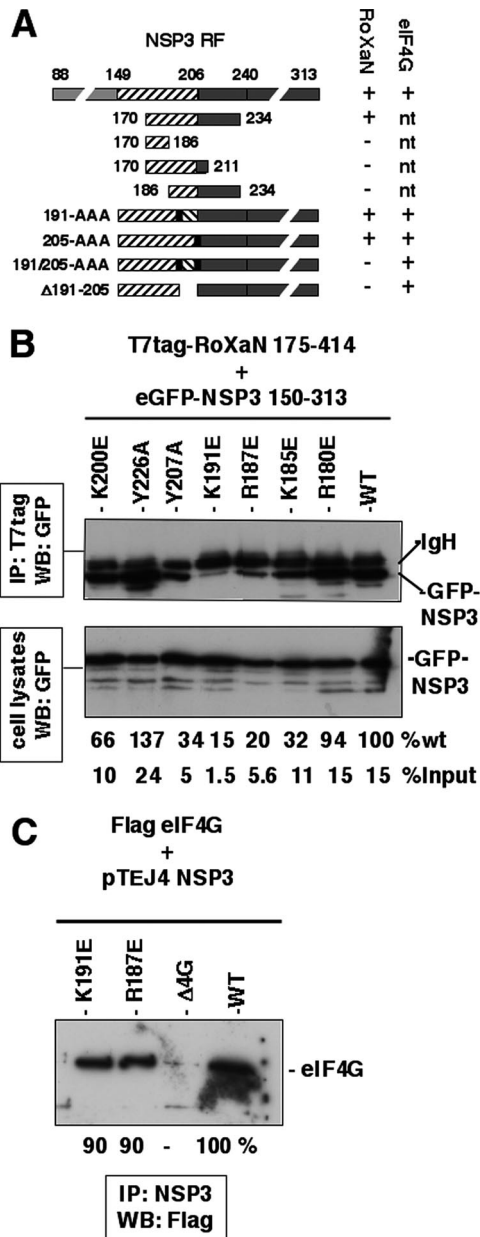 A
NSP3 RF
RoXaN
eIF4G
88 149 206 240 313
+ +
170 234 + nt
170 186 - nt
170 211 - nt
186 234 - nt
191-AAA + +
205-AAA + +
191/205-AAA - +
Δ191-205 - +
B
T7tag-RoXaN 175-414
+
eGFP-NSP3 150-313
- K200E
- Y226A
- Y207A
- K191E
- R187E
- K185E
- R180E
-WT
IP: T7tag
WB: GFP
-IgH
-GFP-
NSP3
cell lysates
WB: GFP
-GFP-
NSP3
66 137 34 15 20 32 94 100 %wt
10 24 5 1.5 5.6 11 15 15 %Input
C
Flag eIF4G
+
pTEJ4 NSP3
- K191E
- R187E
- Δ4G
-WT
- eIF4G
90 90 - 100 %
IP: NSP3
WB: Flag